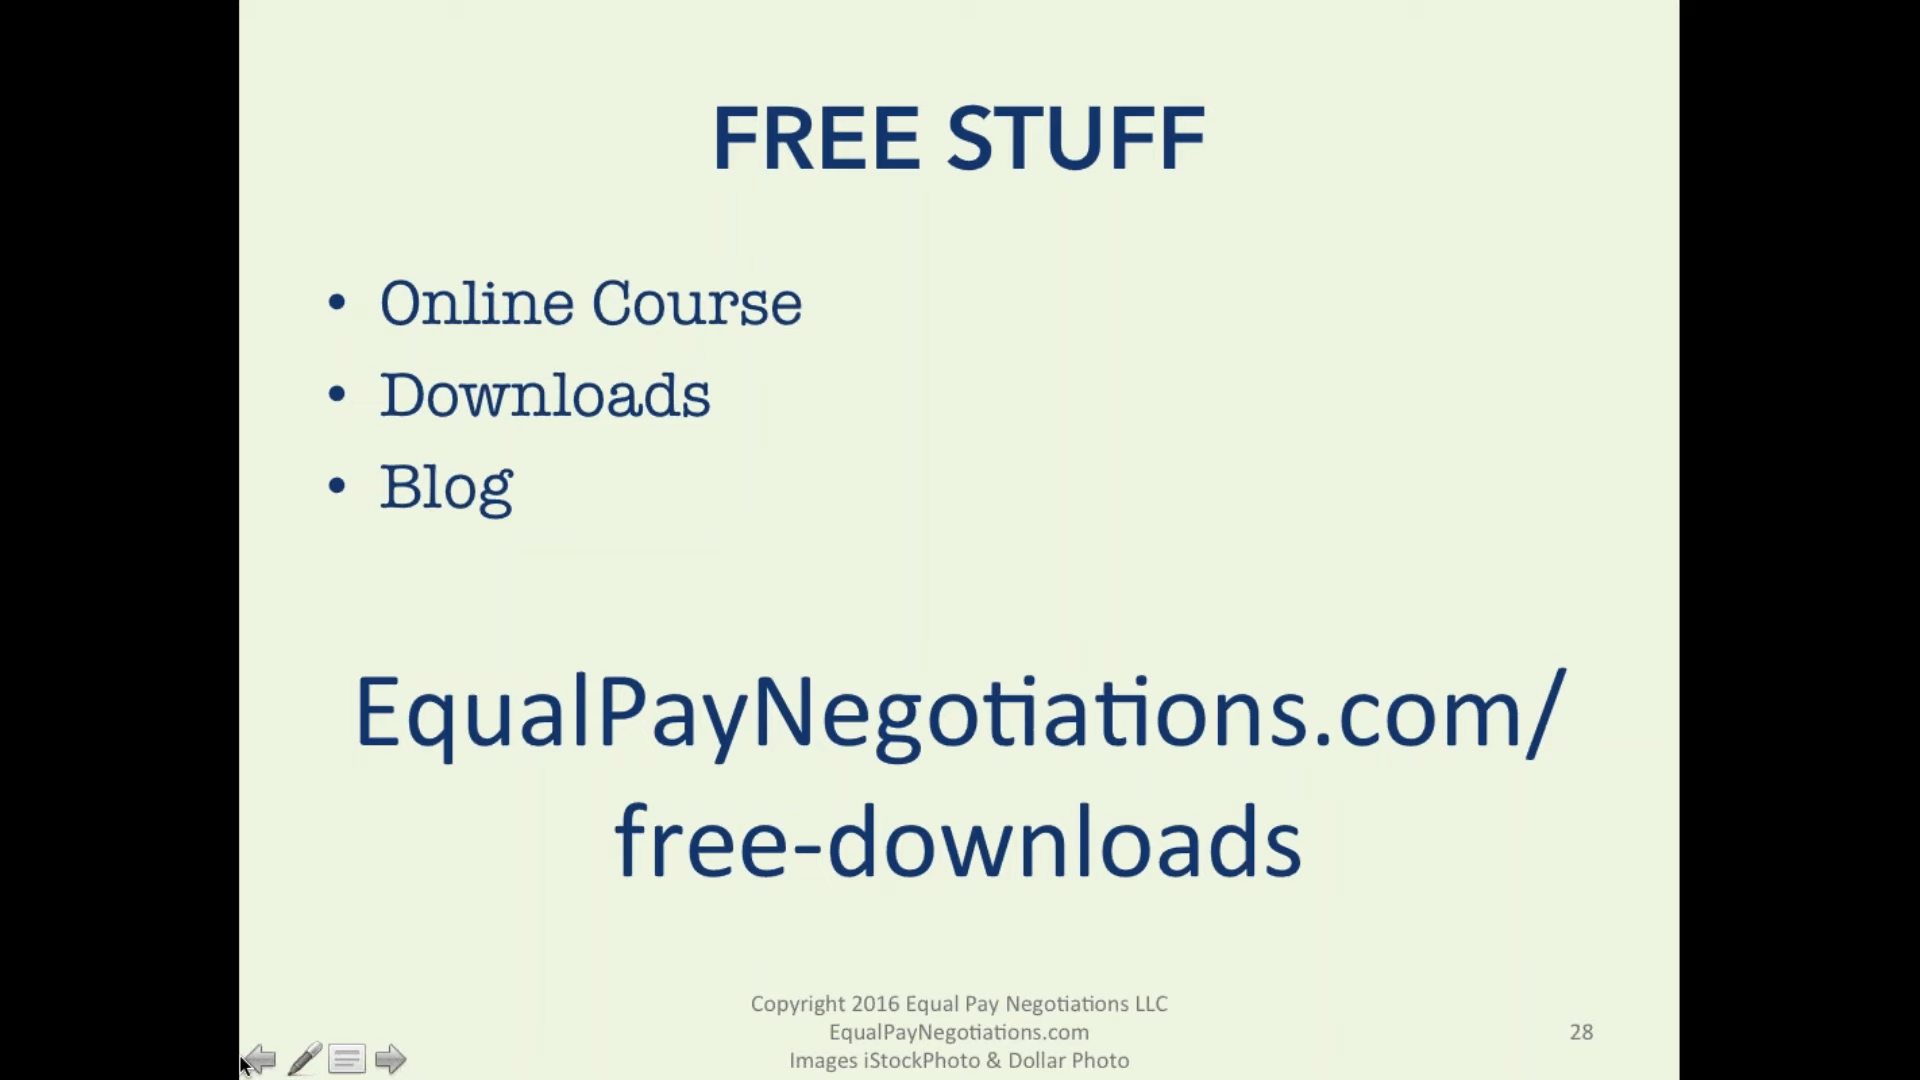 FREE STUFF
• Online Course
• Downloads
• Blog
EqualPayNegotiations.com/
free-downloads
Copyright 2016 Equal Pay Negotiations LLC
EqualPayNegotiations.com
Images iStockPhoto & Dollar Photo
28